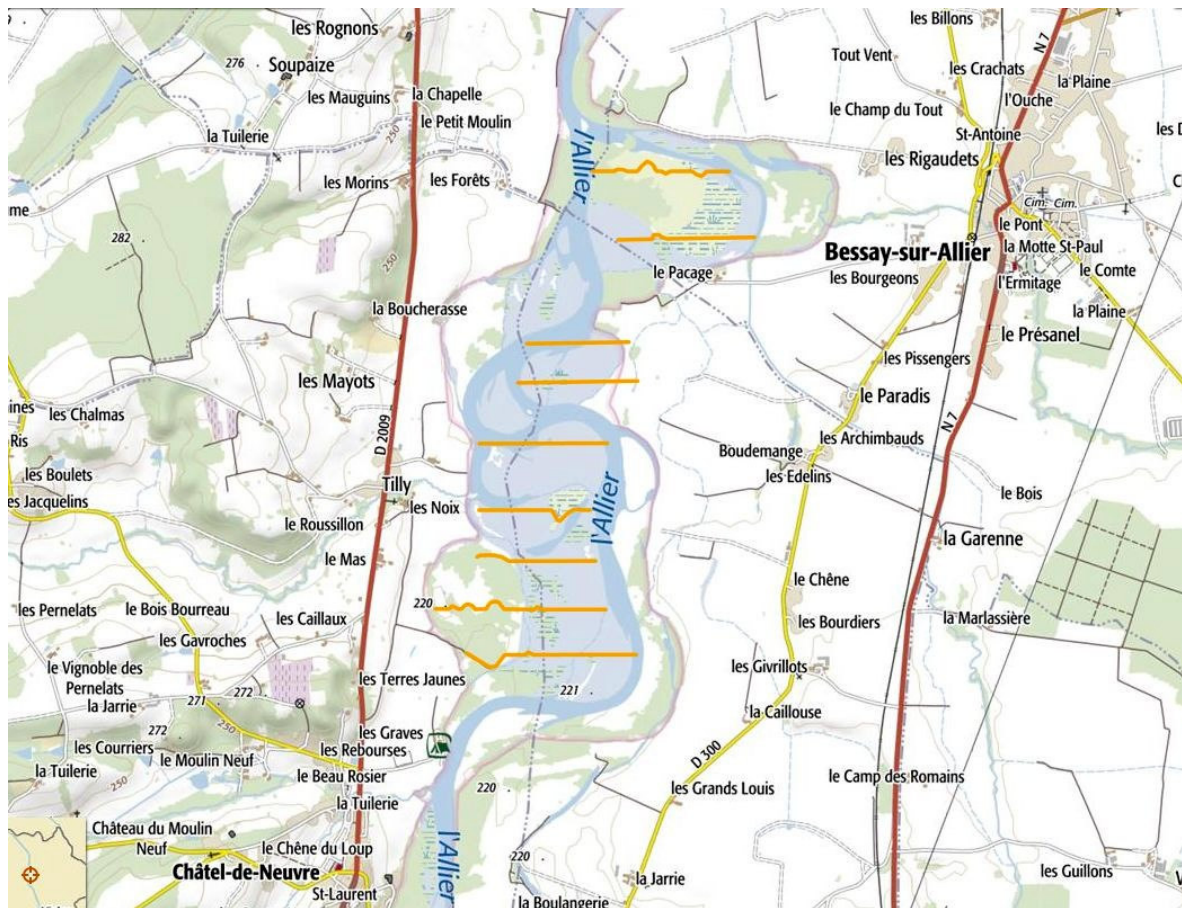 les Rognons
276
Soupaize
les Mauguins
la Chapelle
250
le Petit Moulin
la Tuilerie
les Morins
les Forêts
l'Allier
les Billons
Tout Vent
les Crachats
N 7
la Plaine
le Champ du Tout
l'Ouche
St-Antoine
les Rigaudets
Cim.
Cim.
le Pont
Bessay-sur-Allier
la Motte St-Paul
le Comte
les Bourgeons
l'Ermitage
la Plaine
282
le Pacage
la Boucherasse
le Présanel
les Pissengers
les Mayots
les Chalmas
D 2009
le Paradis
N 7
Ris
les Archimbauds
Boudemange
les Boulets
les Edelins
Tilly
les Noix
l'Allier
le Bois
es Jacquelins
le Roussillon
la Garenne
le Mas
le Chêne
les Pernelats
le Bois Bourreau
220
les Caillaux
les Bourdiers
la Marlassière
les Gavroches
le Vignoble des
Pernelats
les Givrillots
les Terres Jaunes
221
la Jarrie
272
271
la Caillouse
272
250
les Graves
les Courriers
le Moulin Neuf
les Rebourses
D 300
la Tuilerie
le Beau Rosier
220
le Camp des Romains
les Grands Louis
250
la Tuilerie
Château du Moulin
Neuf
le Chêne du Loup
l'Allier
220
Châtel-de-Neuvre
la Jarrie
les Guillons
St-Laurent
la Boulangerie